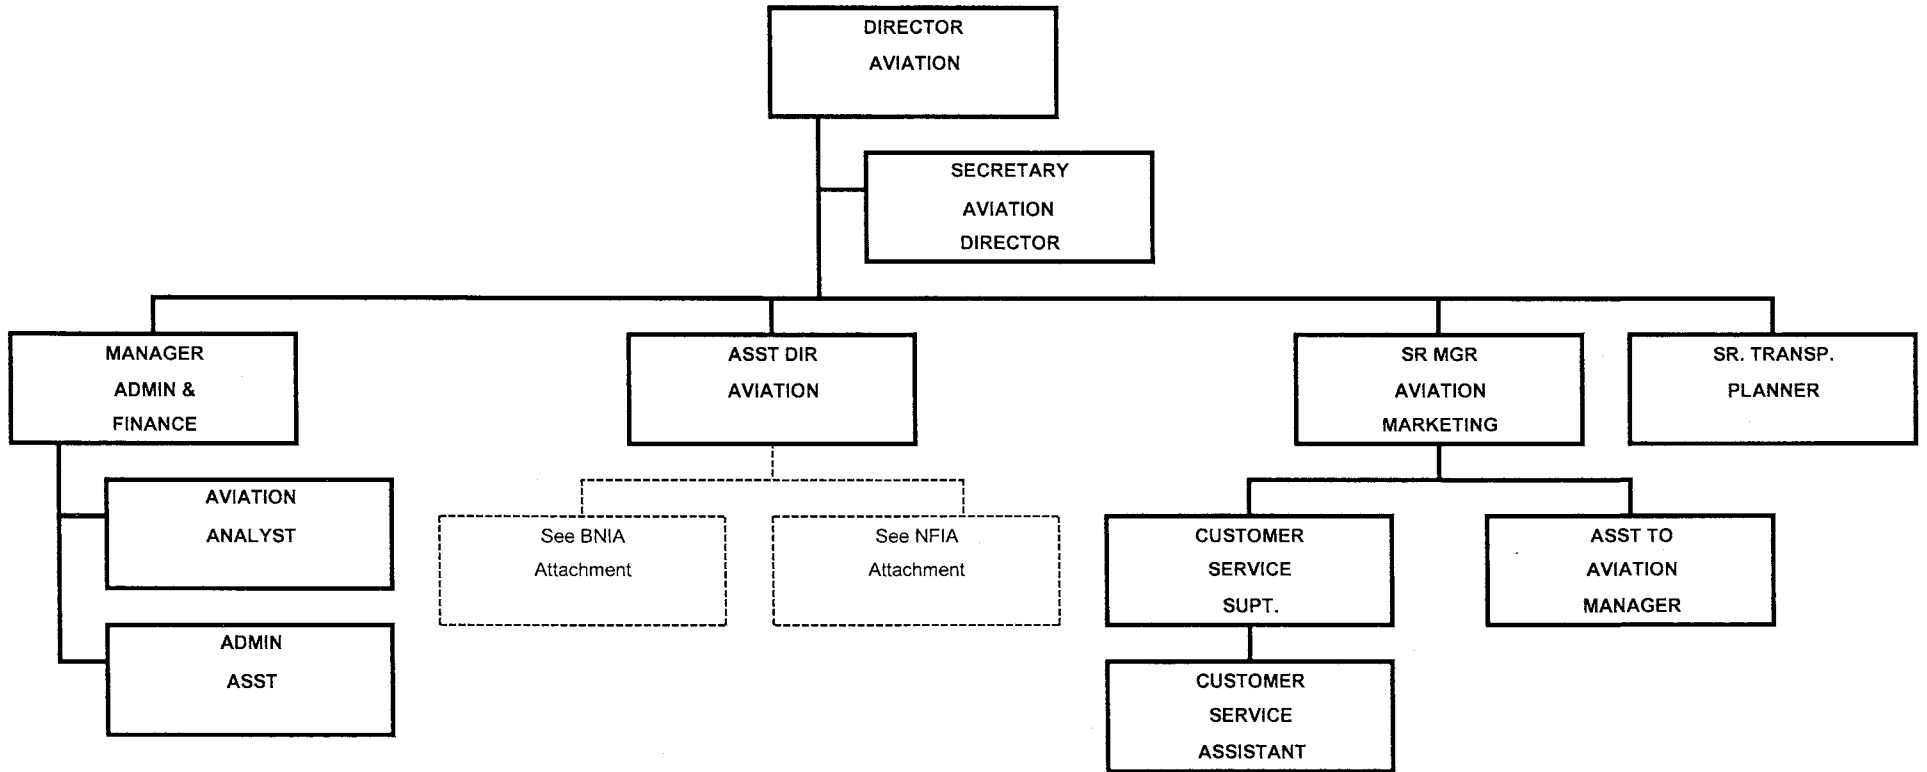 DIRECTOR
AVIATION
SECRETARY
AVIATION
DIRECTOR
MANAGER
ADMIN &
FINANCE
ASST DIR
AVIATION
SR MGR
AVIATION
MARKETING
SR. TRANSP.
PLANNER
AVIATION
ANALYST
ADMIN
ASST
See BNIA
Attachment
See NFIA
Attachment
CUSTOMER
SERVICE
SUPT.
ASST TO
AVIATION
MANAGER
CUSTOMER
SERVICE
ASSISTANT